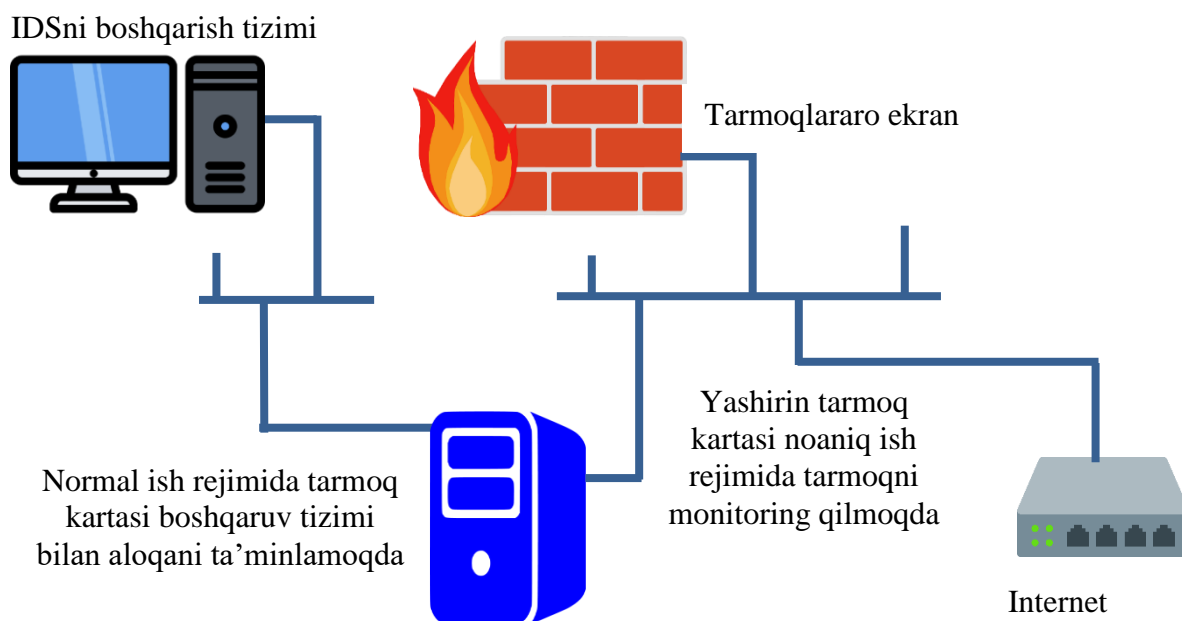 IDSni boshqarish tizimi
Tarmoqlararo ekran
Normal ish rejimida tarmoq
kartasi boshqaruv tizimi
bilan aloqani ta’minlamoqda
Yashirin tarmoq
kartasi noaniq ish
rejimida tarmoqni
monitoring qilmoqda
Internet